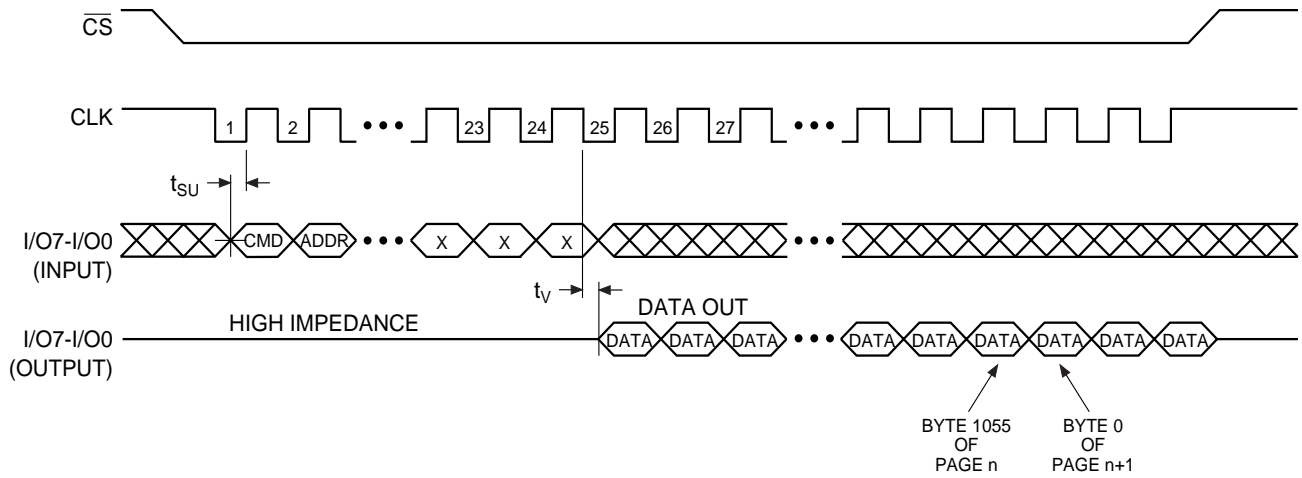 CS
CLK
1 2 ••• 23 24 25 26 27 •••
tSU
I/O7-I/O0
(INPUT)
CMD ADDR ••• X X X •••
tV
DATA OUT
HIGH IMPEDANCE
I/O7-I/O0
(OUTPUT)
DATA DATA DATA ••• DATA DATA DATA DATA DATA DATA
BYTE 1055
OF
PAGE n
BYTE 0
OF
PAGE n+1